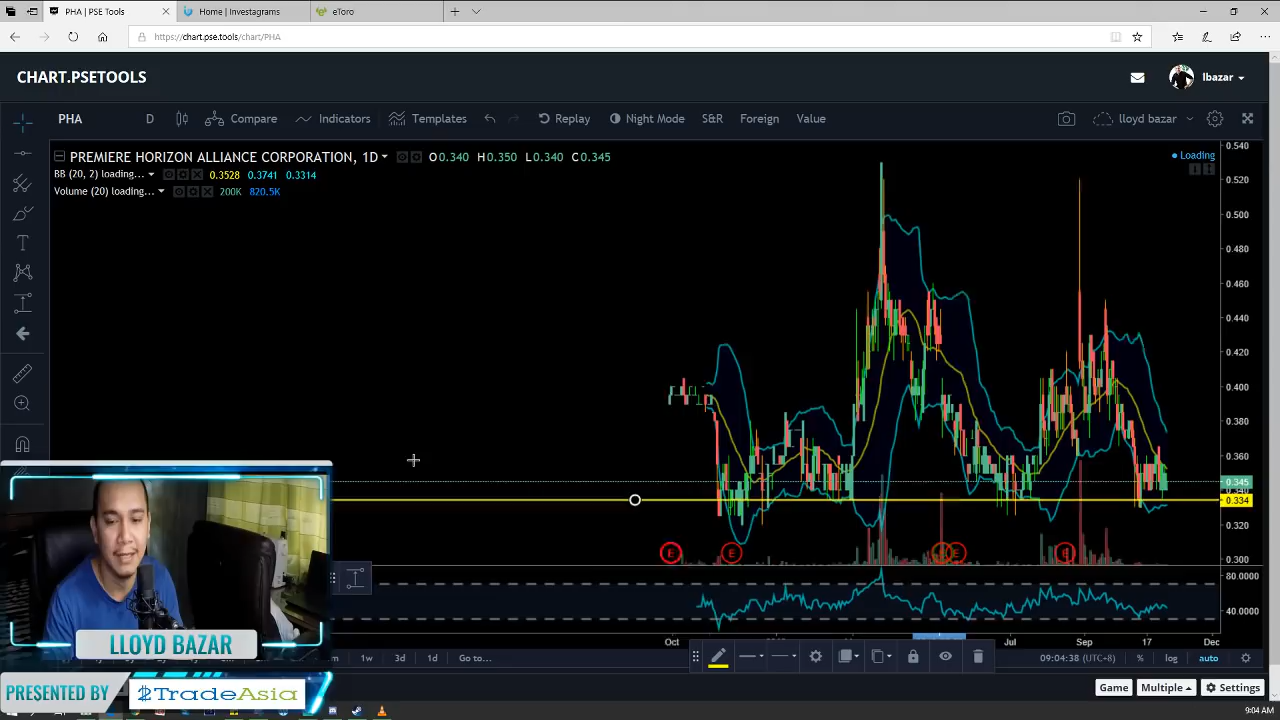 PHA | PSE Tools
Home | Investagrams
eToro
https://chart.pse.tools/chart/PHA
CHART.PSETOOLS
lbazar
PHA
D
Compare
Indicators
Templates
Replay
Night Mode
S&R
Foreign
Value
lloyd bazar
PREMIERE HORIZON ALLIANCE CORPORATION, 1D
O0.340 H0.350 L0.340 C0.345
Loading
BB (20, 2) loading...
0.3528 0.3741 0.3314
Volume (20) loading...
200K 820.5K
0.540
0.520
0.500
0.480
0.460
0.440
0.420
0.400
0.380
0.360
0.345
0.334
0.320
0.300
E
E
E
E
80.0000
40.0000
Oct
Jul
Sep
17
Dec
1w
3d
1d
Go to...
09:04:38 (UTC+8)
%
log
auto
LLOYD BAZAR
PRESENTED BY
$TradeAsia
Game
Multiple
Settings
9:04 AM